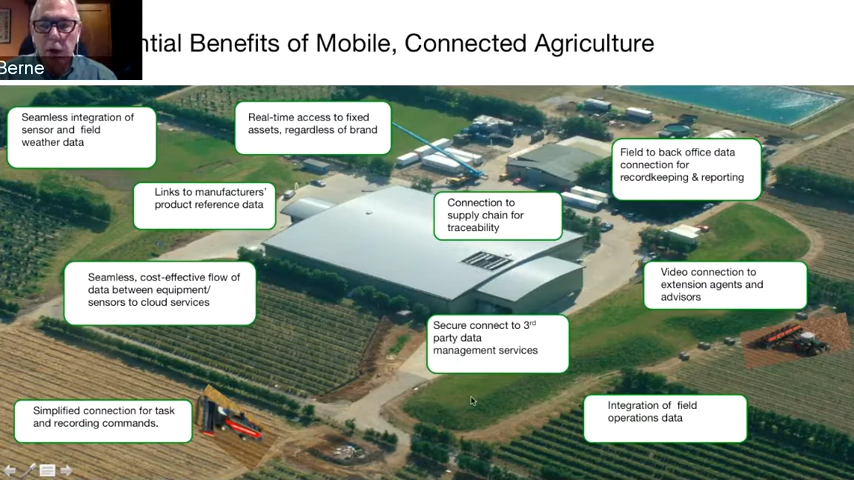 ntial Benefits of Mobile, Connected Agriculture
Berne
Seamless integration of
sensor and field
weather data
Real-time access to fixed
assets, regardless of brand
Field to back office data
connection for
recordkeeping & reporting
Links to manufacturers'
product reference data
Connection to
supply chain for
traceability
Seamless, cost-effective flow of
data between equipment/
sensors to cloud services
Video connection to
extension agents and
advisors
Secure connect to 3rd
party data
management services
Simplified connection for task
and recording commands.
Integration of field
operations data